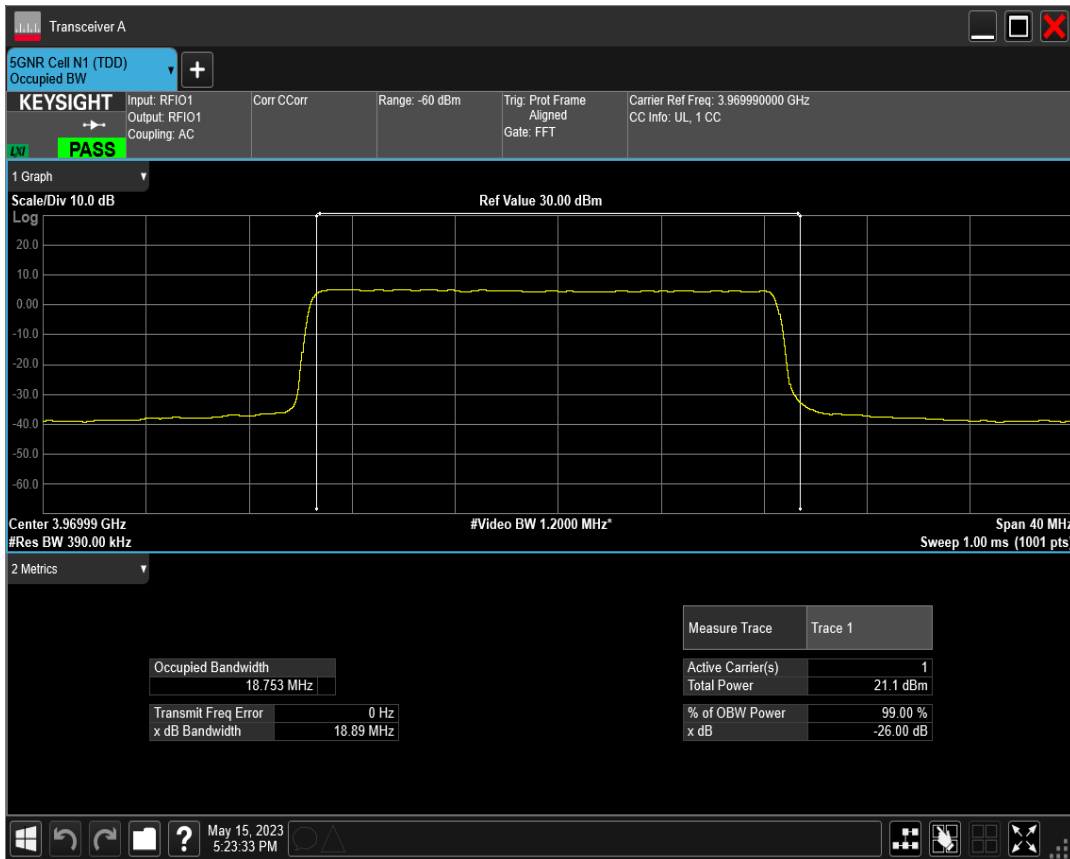 Transceiver A
5GNR Cell N1 (TDD)
Occupied BW
+
KEYSIGHT
LXI
PASS
Input: RFIO1
Output: RFIO1
Coupling: AC
Corr CCorr
Range: -60 dBm
Trig: Prot Frame
Aligned
Gate: FFT
Carrier Ref Freq: 3.969990000 GHz
CC Info: UL, 1 CC
1 Graph
Scale/Div 10.0 dB
Ref Value 30.00 dBm
Log
20.0
10.0
0.00
-10.0
-20.0
-30.0
-40.0
-50.0
-60.0
Center 3.96999 GHz
#Video BW 1.2000 MHz*
Span 40 MHz
#Res BW 390.00 kHz
Sweep 1.00 ms (1001 pts)
2 Metrics
Measure Trace Trace 1
Occupied Bandwidth
18.753 MHz
Active Carrier(s) 1
Total Power 21.1 dBm
Transmit Freq Error 0 Hz
x dB Bandwidth 18.89 MHz
% of OBW Power 99.00 %
x dB -26.00 dB
?
May 15, 2023
5:23:33 PM